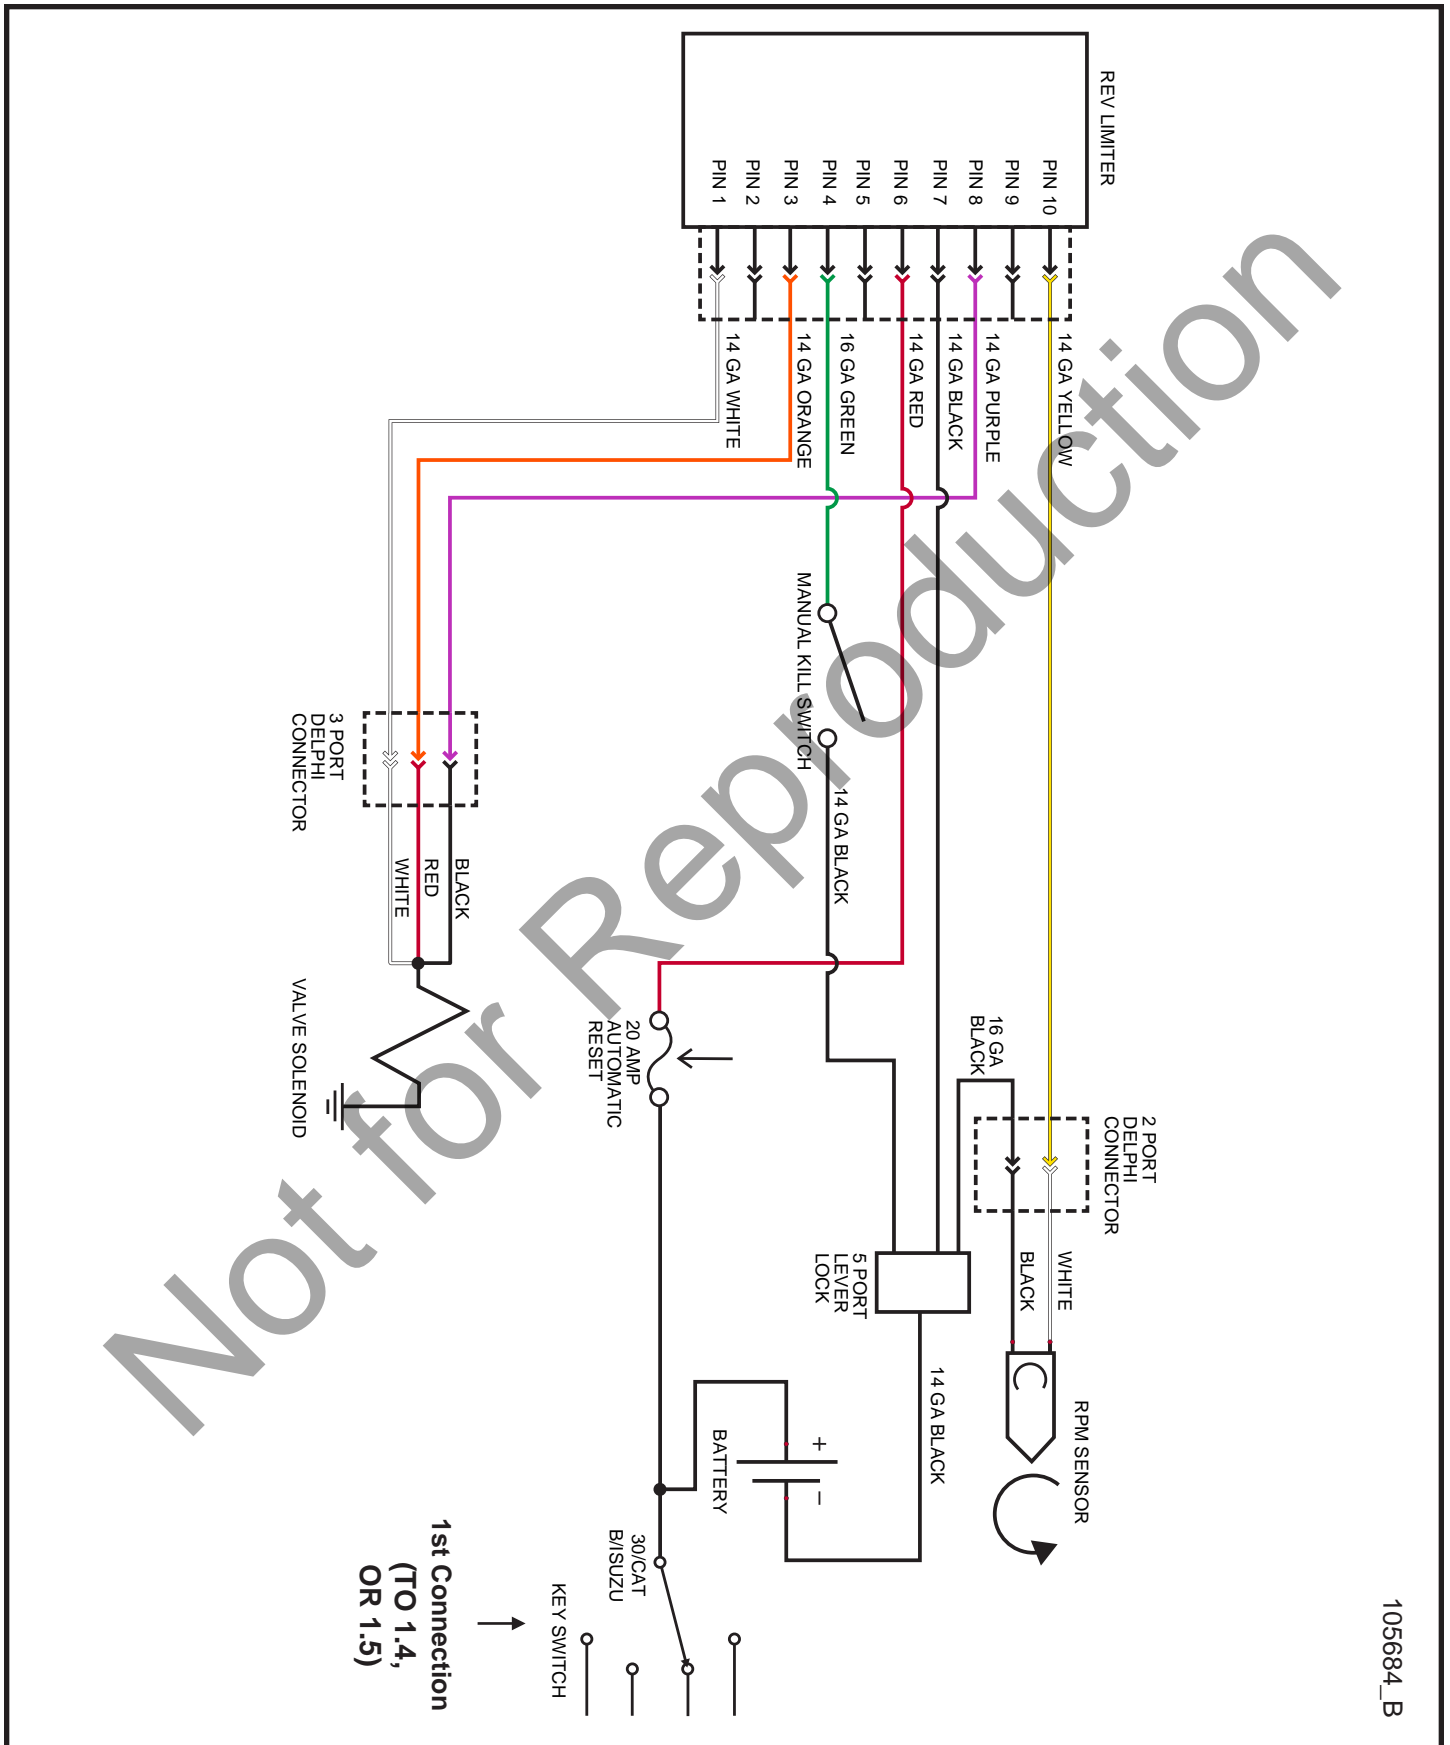 105684_B
REV LIMITER
PIN 10
PIN 9
PIN 8
PIN 7
PIN 6
PIN 5
PIN 4
PIN 3
PIN 2
PIN 1
14 GA YELLOW
14 GA PURPLE
14 GA BLACK
14 GA RED
16 GA GREEN
14 GA ORANGE
14 GA WHITE
MANUAL KILL SWITCH
14 GA BLACK
3 PORT
DELPHI
CONNECTOR
BLACK
RED
WHITE
VALVE SOLENOID
20 AMP
AUTOMATIC
RESET
16 GA
BLACK
2 PORT
DELPHI
CONNECTOR
WHITE
BLACK
RPM SENSOR
5 PORT
LEVER
LOCK
14 GA BLACK
+
–
BATTERY
30/CAT
B/ISUZU
KEY SWITCH
1st Connection
(TO 1.4,
OR 1.5)
Not for Reproduction